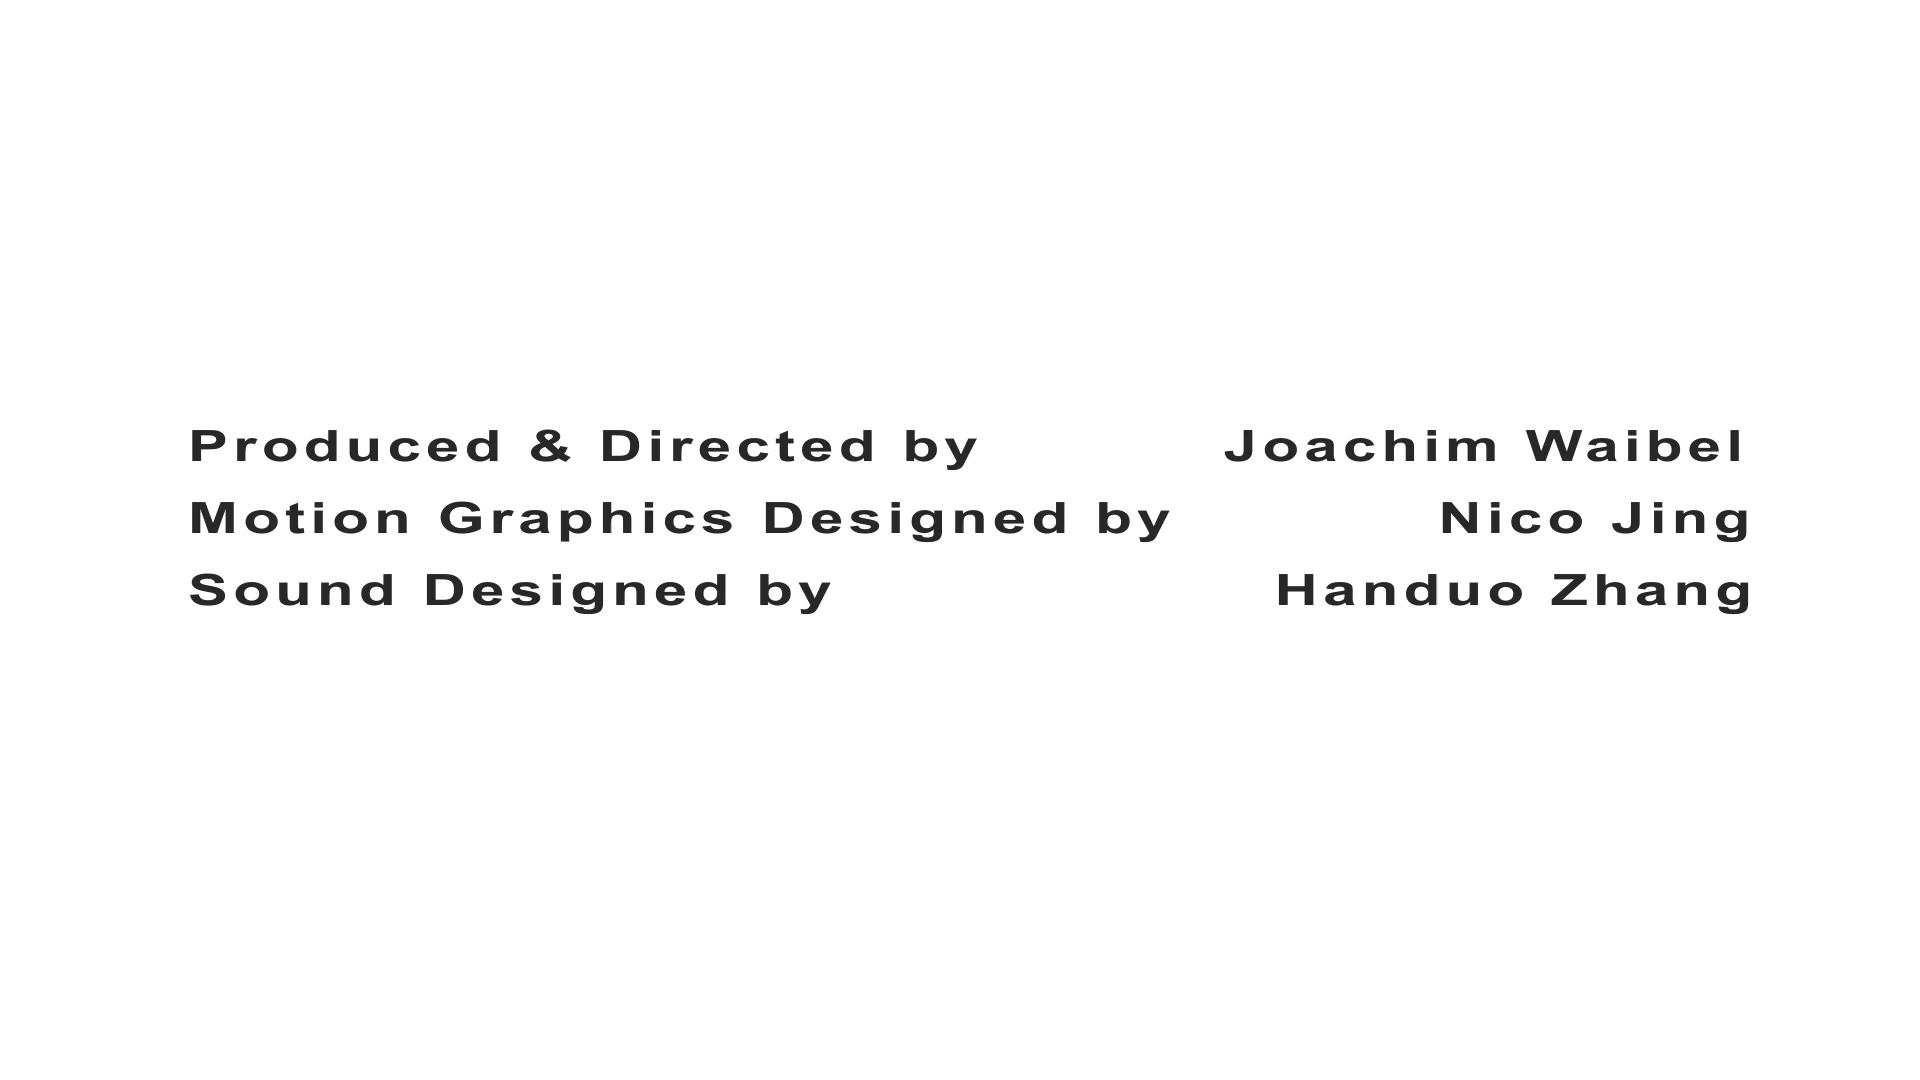 Produced & Directed by Joachim Waibel
Motion Graphics Designed by Nico Jing
Sound Designed by Handuo Zhang